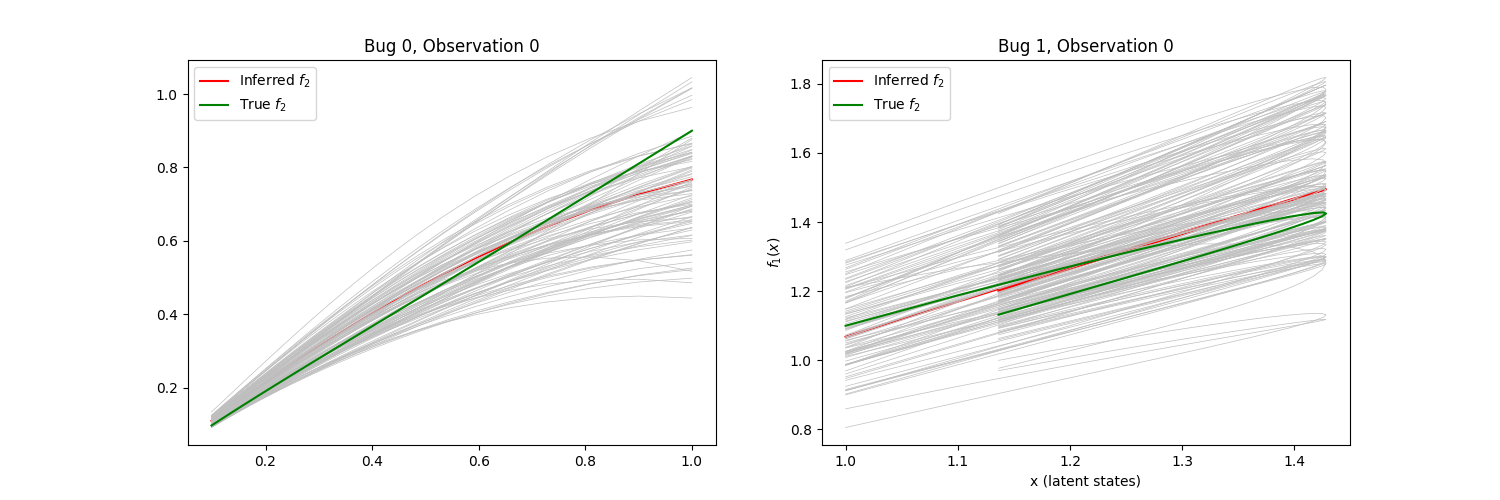 Bug 0, Observation 0
Inferred f₂
True f₂
1.0
0.8
0.6
0.4
0.2
0.2 0.4 0.6 0.8 1.0
Bug 1, Observation 0
Inferred f₂
True f₂
f₁(x)
1.8
1.6
1.4
1.2
1.0
0.8
1.0 1.1 1.2 1.3 1.4
x (latent states)